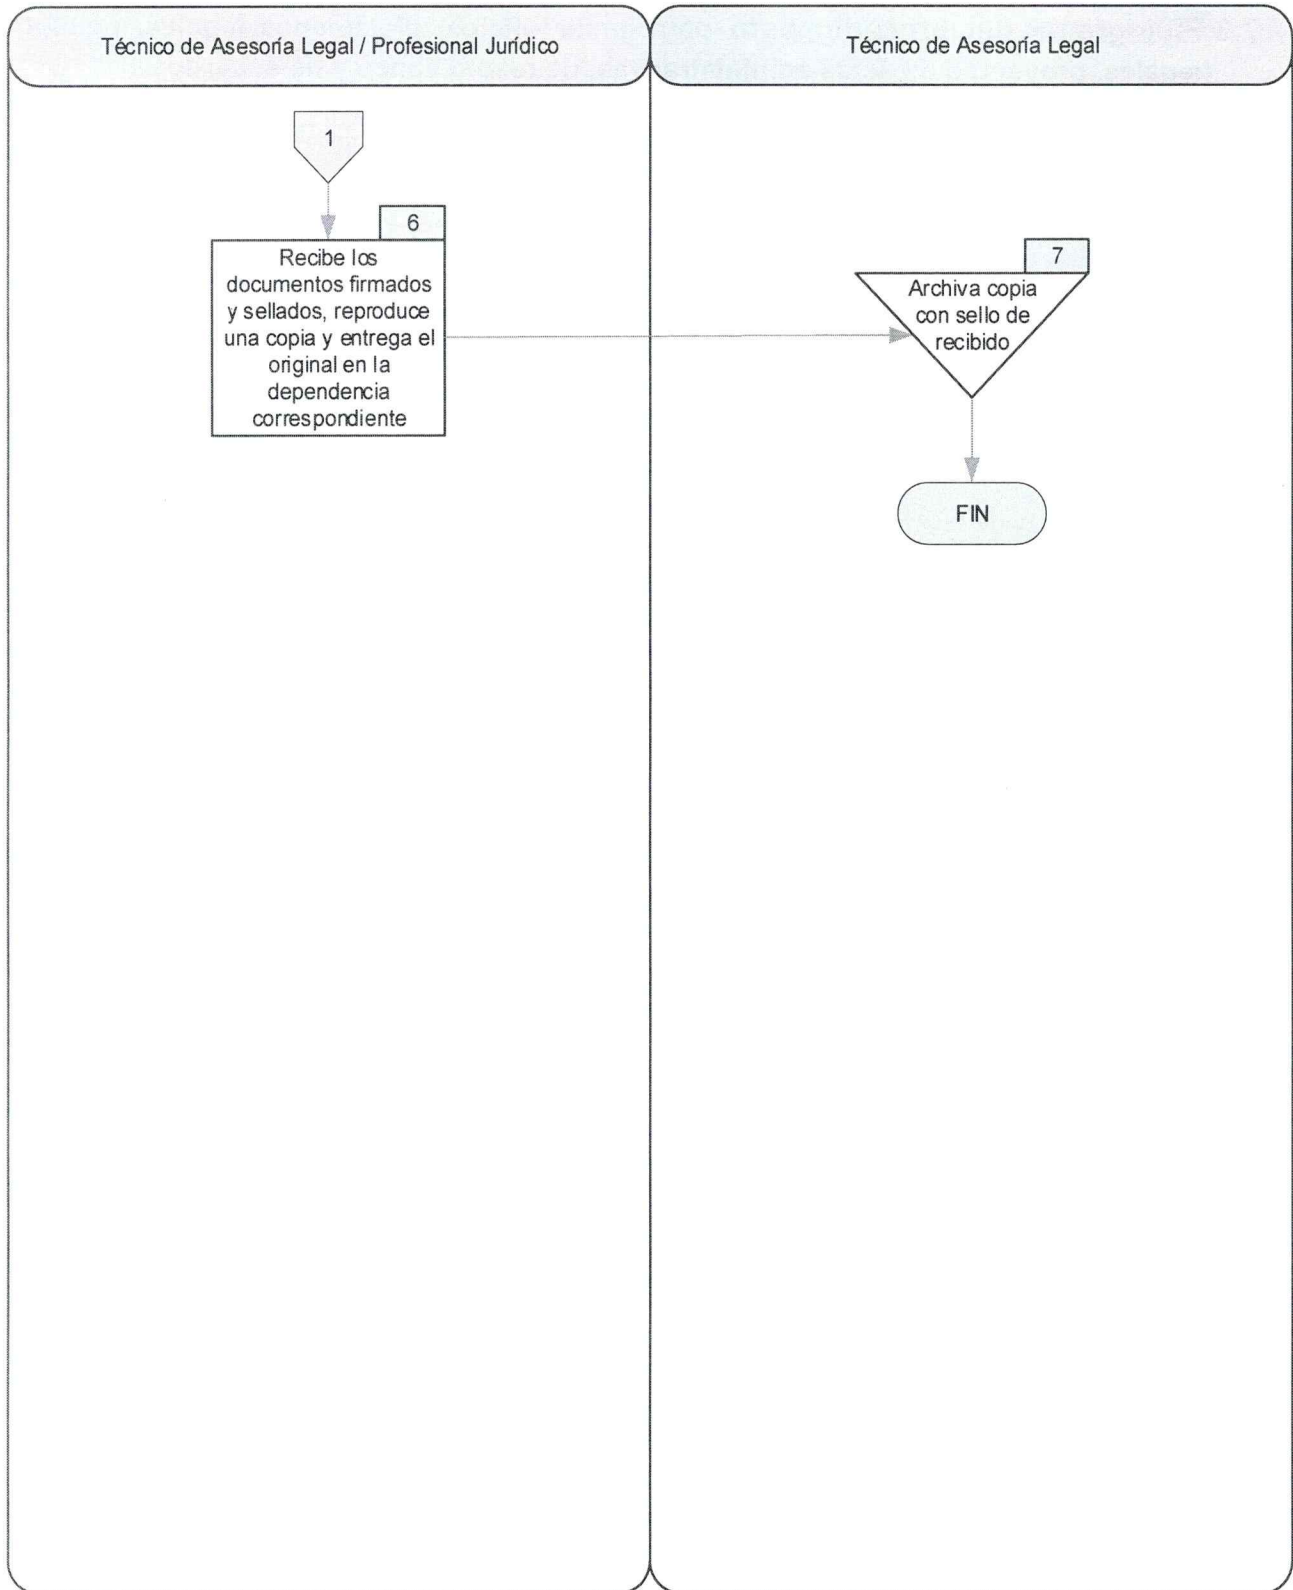 Técnico de Asesoría Legal / Profesional Jurídico
Técnico de Asesoría Legal
1
6
Recibe los
documentos firmados
y sellados, reproduce
una copia y entrega el
original en la
dependencia
correspondiente
7
Archiva copia
con sello de
recibido
FIN